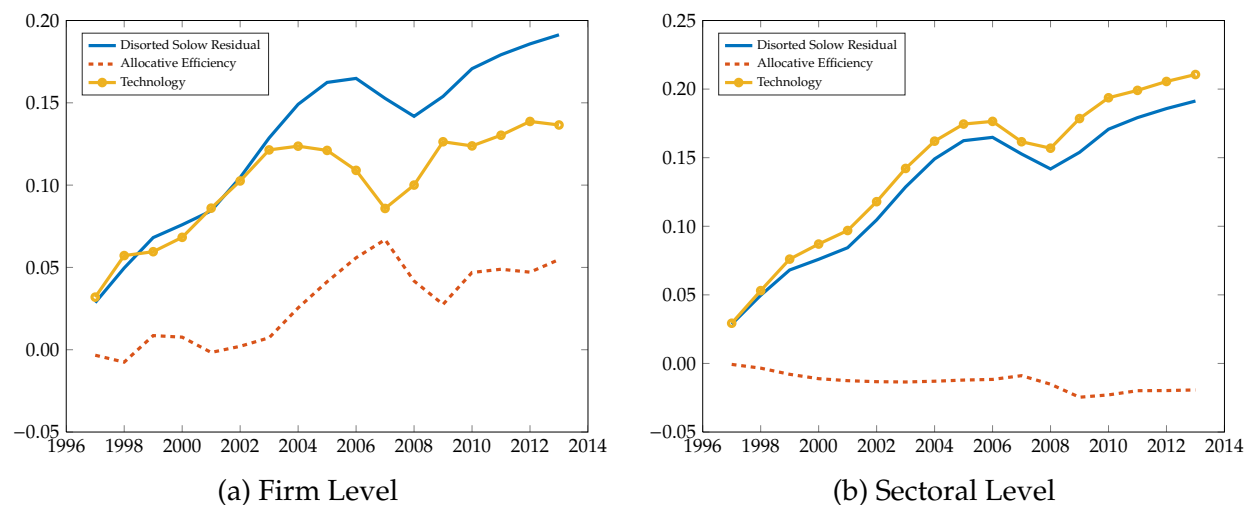 0.20
0.15
0.10
0.05
0.00
−0.05
1996 1998 2000 2002 2004 2006 2008 2010 2012 2014
Disorted Solow Residual
Allocative Efficiency
Technology
(a) Firm Level
0.25
0.20
0.15
0.10
0.05
0.00
−0.05
1996 1998 2000 2002 2004 2006 2008 2010 2012 2014
Disorted Solow Residual
Allocative Efficiency
Technology
(b) Sectoral Level